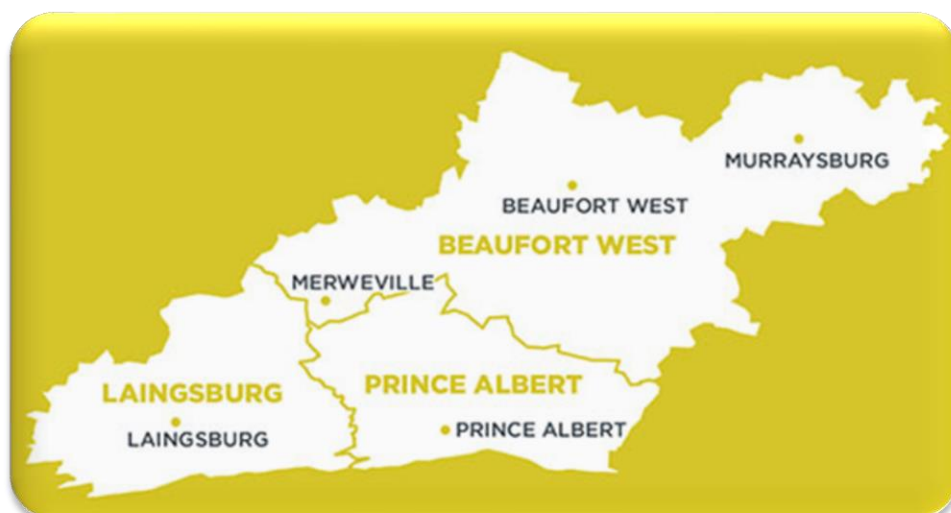 MURRAYSBURG
BEAUFORT WEST
BEAUFORT WEST
MERWEVILLE
LAINGSBURG
PRINCE ALBERT
LAINGSBURG
PRINCE ALBERT